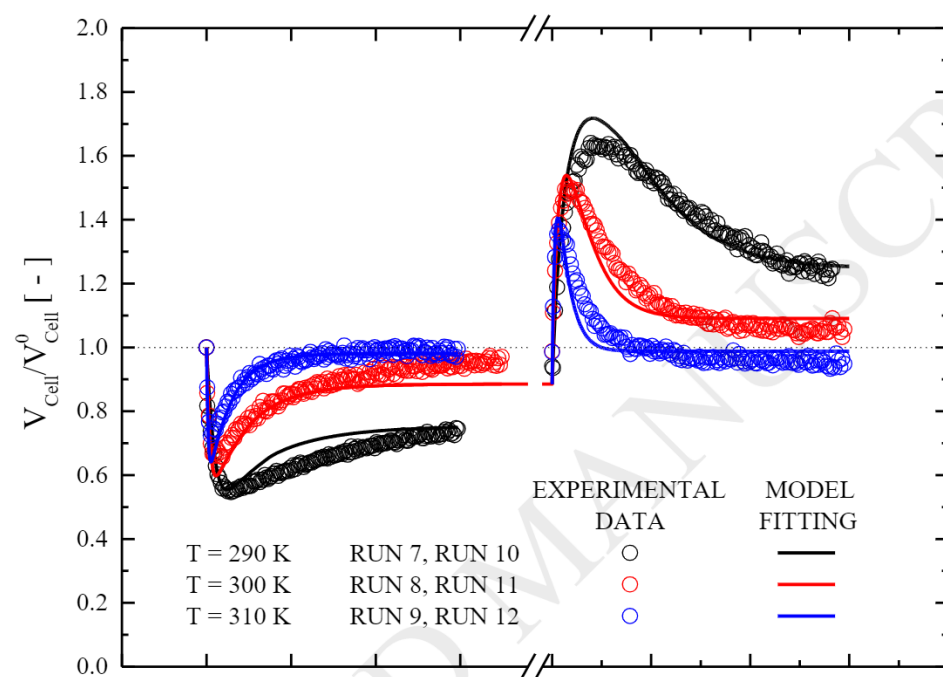 2.0
1.8
1.6
1.4
1.2
1.0
0.8
0.6
0.4
0.2
0.0
V_Cell/V^0_Cell [ - ]
EXPERIMENTAL DATA
MODEL FITTING
T = 290 K RUN 7, RUN 10
T = 300 K RUN 8, RUN 11
T = 310 K RUN 9, RUN 12
D MANUSCR